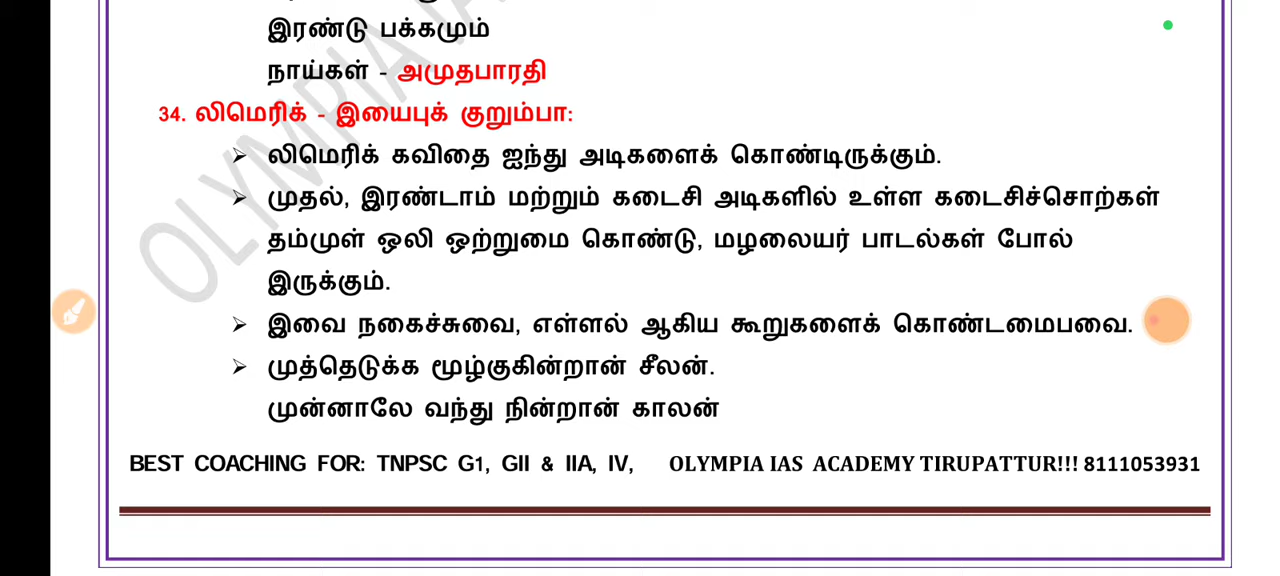 இரண்டு பக்கமும்
நாய்கள் - அமுதபாரதி
34. லிமெரிக் - இயைபுக் குறும்பா:
➢ லிமெரிக் கவிதை ஐந்து அடிகளைக் கொண்டிருக்கும்.
➢ முதல், இரண்டாம் மற்றும் கடைசி அடிகளில் உள்ள கடைசிச்சொற்கள்
தம்முள் ஒலி ஒற்றுமை கொண்டு, மழலையர் பாடல்கள் போல்
இருக்கும்.
➢ இவை நகைச்சுவை, எள்ளல் ஆகிய கூறுகளைக் கொண்டமைபவை.
➢ முத்தெடுக்க மூழ்குகின்றான் சீலன்.
முன்னாலே வந்து நின்றான் காலன்
BEST COACHING FOR: TNPSC G1, GII & IIA, IV, OLYMPIA IAS ACADEMY TIRUPATTUR!!! 8111053931
OLYMPIA IA